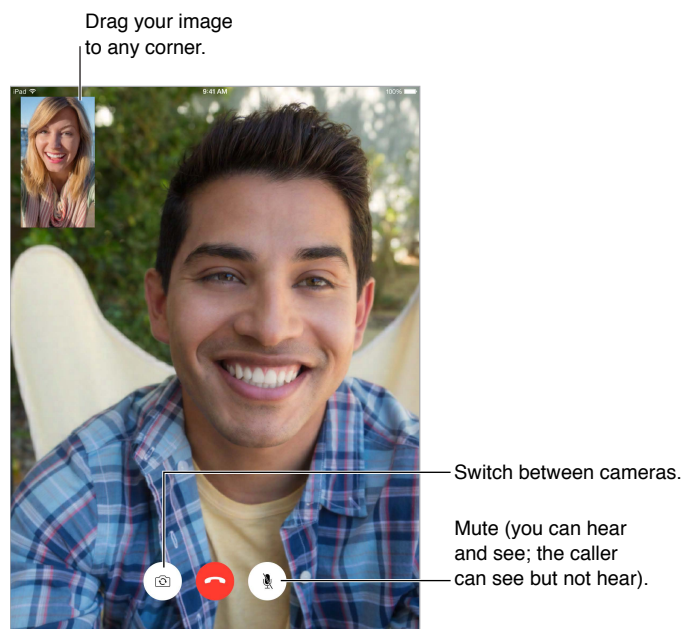 Drag your image
to any corner.
iPad 9:41 AM 100%
Switch between cameras.
Mute (you can hear
and see; the caller
can see but not hear).